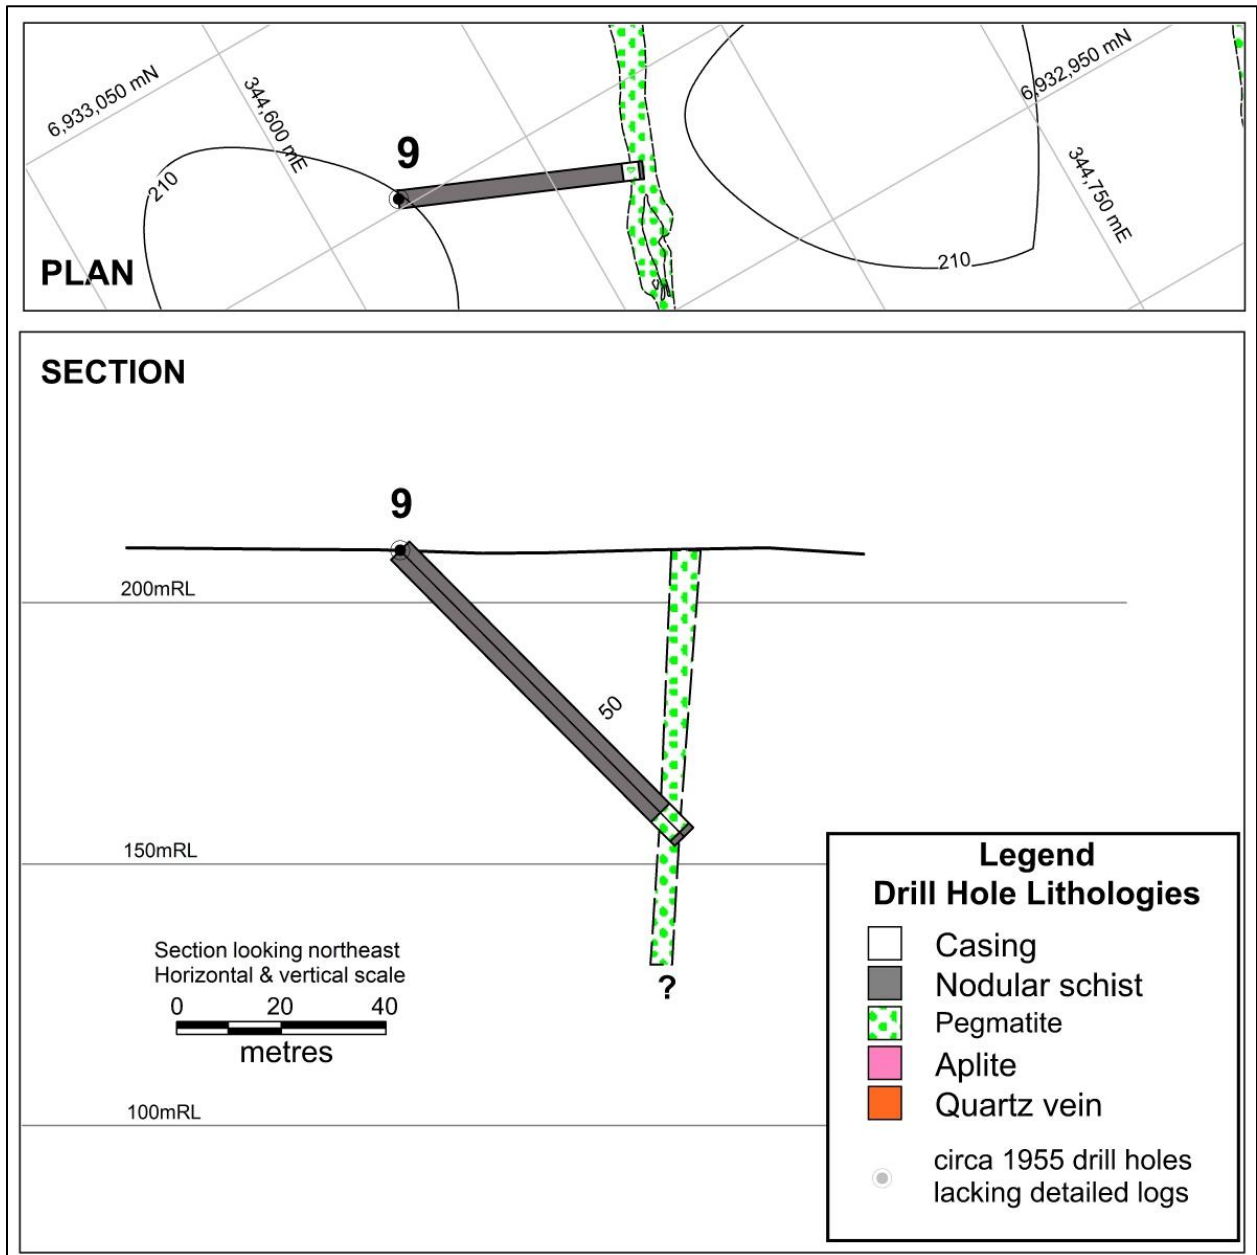 6,933,050 mN
344,600 mE
9
210
6,932,950 mN
344,750 mE
210
PLAN
SECTION
9
200mRL
50
150mRL
Section looking northeast
Horizontal & vertical scale
0 20 40
metres
?
100mRL
Legend
Drill Hole Lithologies
Casing
Nodular schist
Pegmatite
Aplite
Quartz vein
circa 1955 drill holes
lacking detailed logs